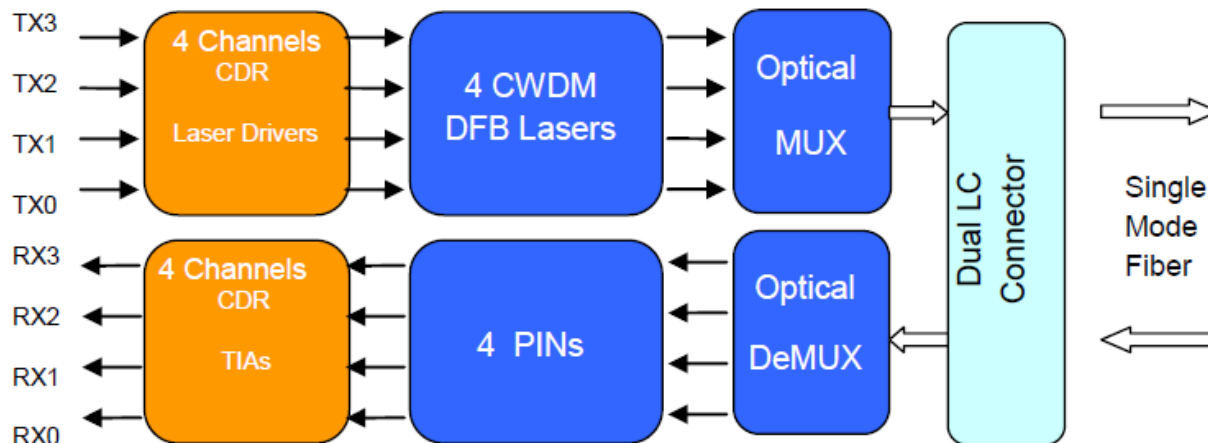 TX3
TX2
TX1
TX0
4 Channels
CDR
Laser Drivers
4 CWDM
DFB Lasers
Optical
MUX
RX3
RX2
RX1
RX0
4 Channels
CDR
TIAs
4 PINs
Optical
DeMUX
Dual LC
Connector
Single
Mode
Fiber